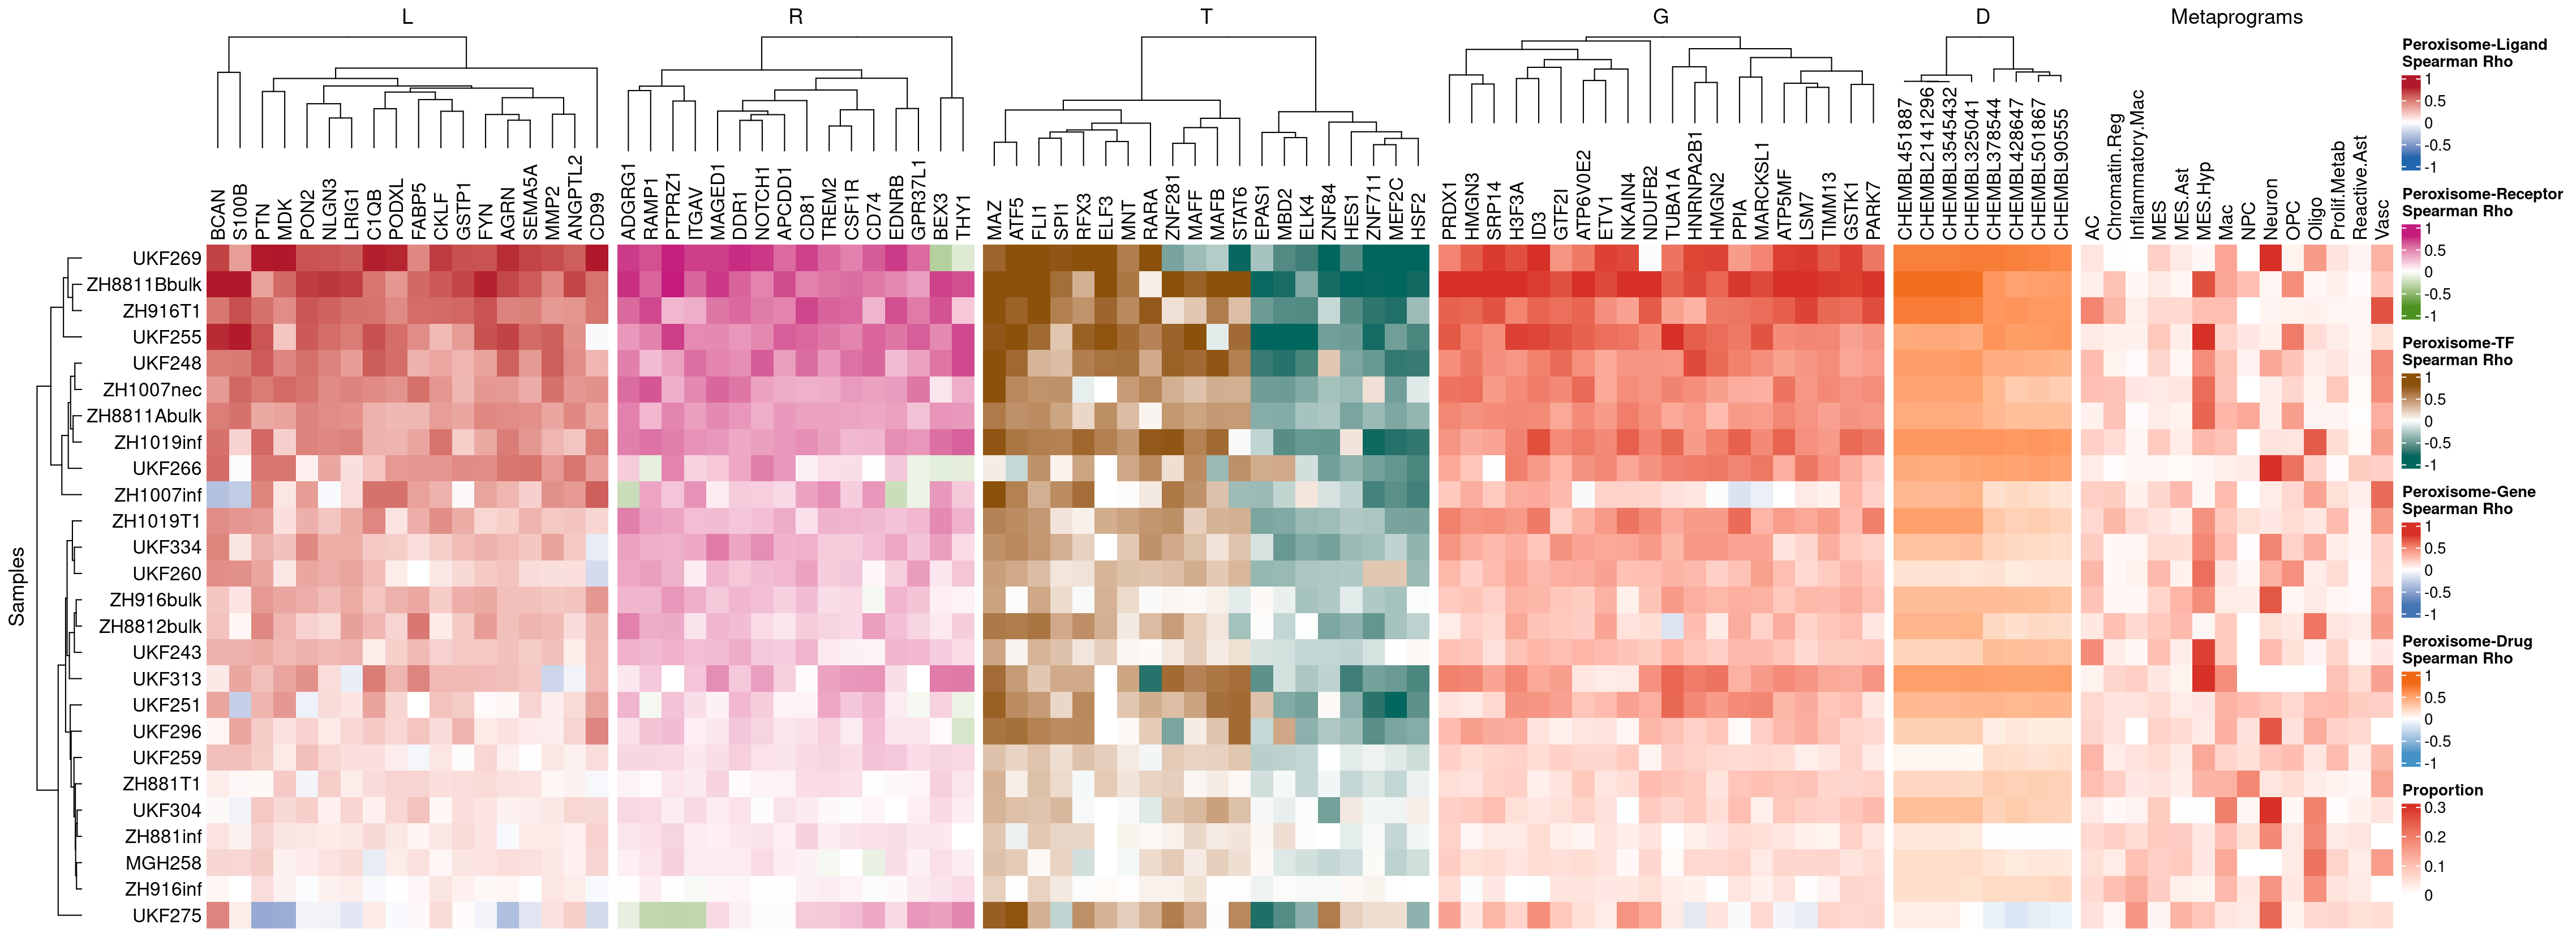 L
R
T
G
D
Metaprograms
BCAN
S100B
PTN
MDK
PON2
NLGN3
LRIG1
C1QB
PODXL
FABP5
CKLF
GSTP1
FYN
AGRN
SEMA5A
MMP2
ANGPTL2
CD99
ADGRG1
RAMP1
PTPRZ1
ITGAV
MAGED1
DDR1
NOTCH1
APCDD1
CD81
TREM2
CSF1R
CD74
EDNRB
GPR37L1
BEX3
THY1
MAZ
ATF5
FLI1
SPI1
RFX3
ELF3
MNT
RARA
ZNF281
MAFF
MAFB
STAT6
EPAS1
MBD2
ELK4
ZNF84
HES1
ZNF711
MEF2C
HSF2
PRDX1
HMGN3
SRP14
H3F3A
ID3
GTF2I
ATP6V0E2
ETV1
NKAIN4
NDUFB2
TUBA1A
HNRNPA2B1
HMGN2
PPIA
MARCKSL1
ATP5MF
LSM7
TIMM13
GSTK1
PARK7
CHEMBL451887
CHEMBL2141296
CHEMBL3545432
CHEMBL325041
CHEMBL378544
CHEMBL428647
CHEMBL501867
CHEMBL90555
AC
Chromatin.Reg
Inflammatory.Mac
MES
MES.Ast
MES.Hyp
Mac
NPC
Neuron
OPC
Oligo
Prolif.Metab
Reactive.Ast
Vasc
Samples
UKF269
ZH8811Bbulk
ZH916T1
UKF255
UKF248
ZH1007nec
ZH8811Abulk
ZH1019inf
UKF266
ZH1007inf
ZH1019T1
UKF334
UKF260
ZH916bulk
ZH8812bulk
UKF243
UKF313
UKF251
UKF296
UKF259
ZH881T1
UKF304
ZH881inf
MGH258
ZH916inf
UKF275
Peroxisome-Ligand
Spearman Rho
1
0.5
0
-0.5
-1
Peroxisome-Receptor
Spearman Rho
1
0.5
0
-0.5
-1
Peroxisome-TF
Spearman Rho
1
0.5
0
-0.5
-1
Peroxisome-Gene
Spearman Rho
1
0.5
0
-0.5
-1
Peroxisome-Drug
Spearman Rho
1
0.5
0
-0.5
-1
Proportion
0.3
0.2
0.1
0